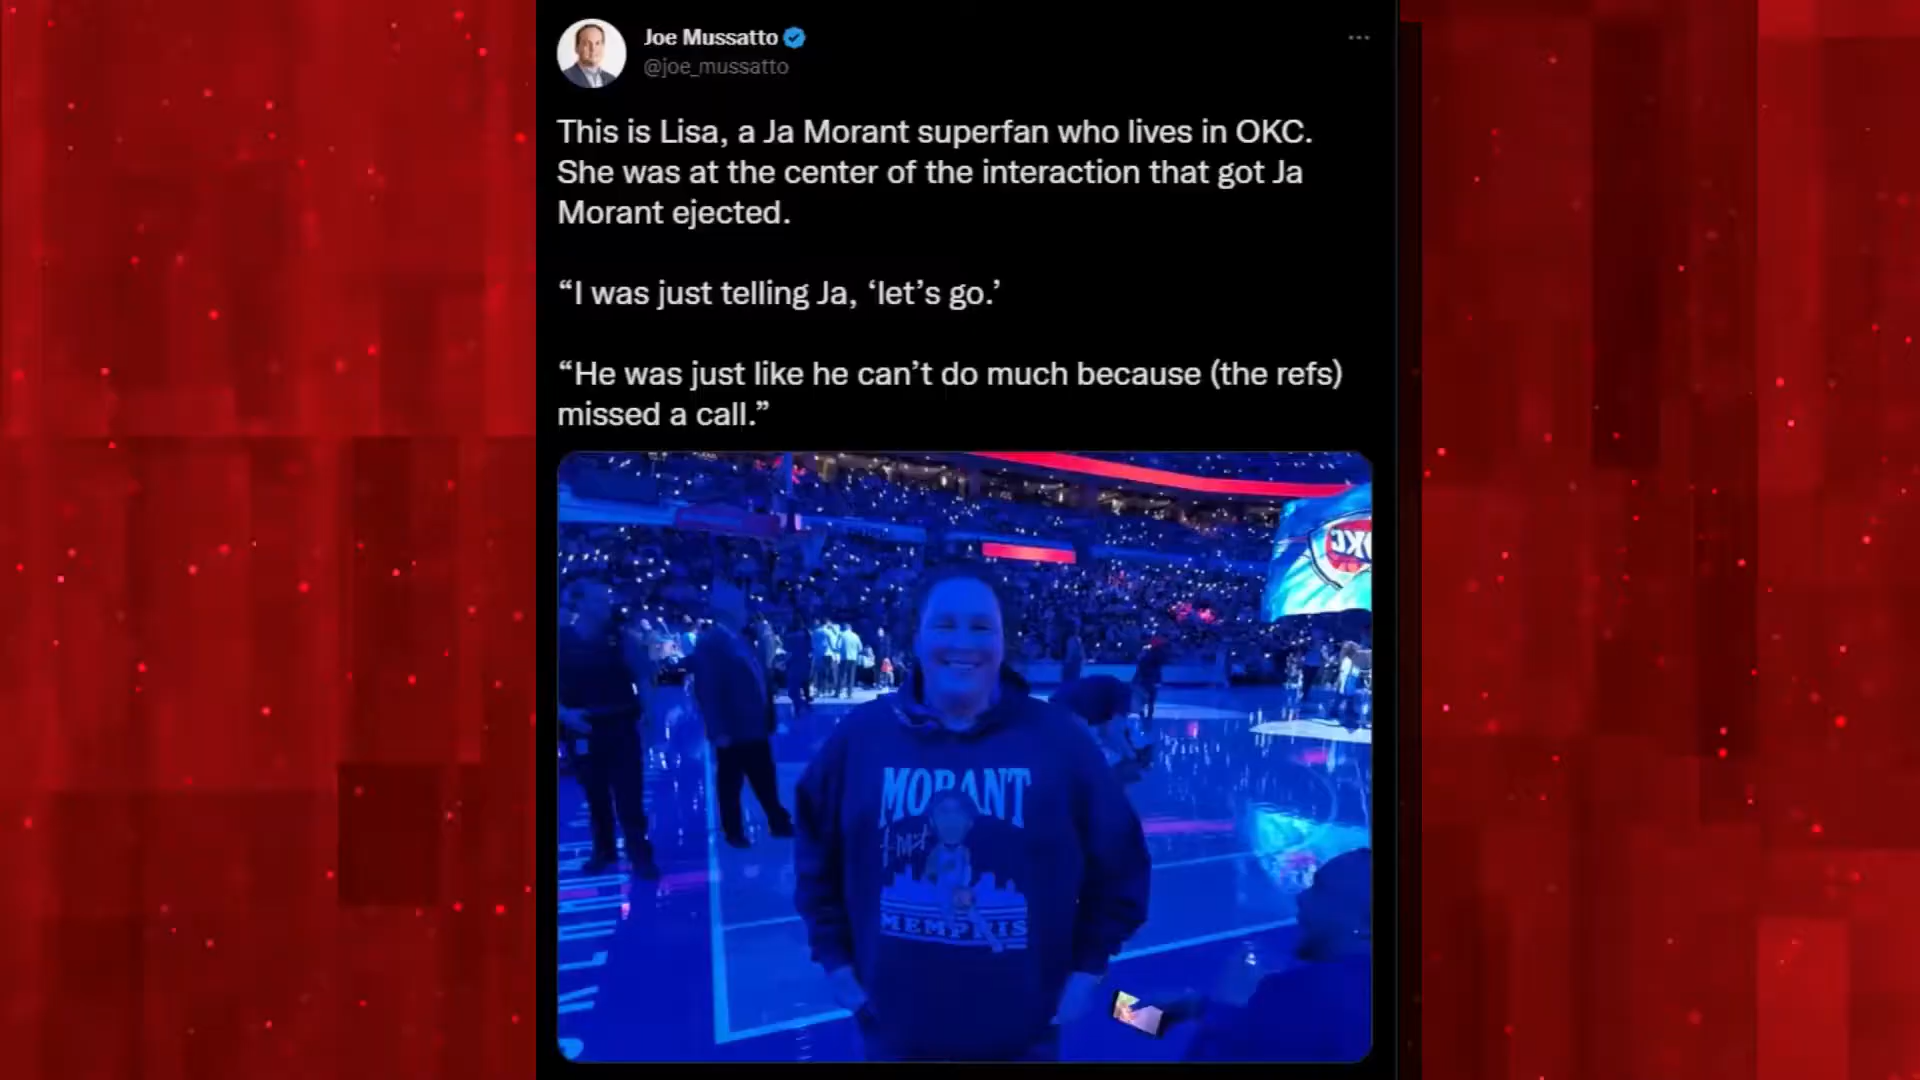 Joe Mussatto
@joe_mussatto
This is Lisa, a Ja Morant superfan who lives in OKC.
She was at the center of the interaction that got Ja
Morant ejected.
“I was just telling Ja, ‘let’s go.’
“He was just like he can’t do much because (the refs)
missed a call.”
OKC
MORANT
MEMPHIS